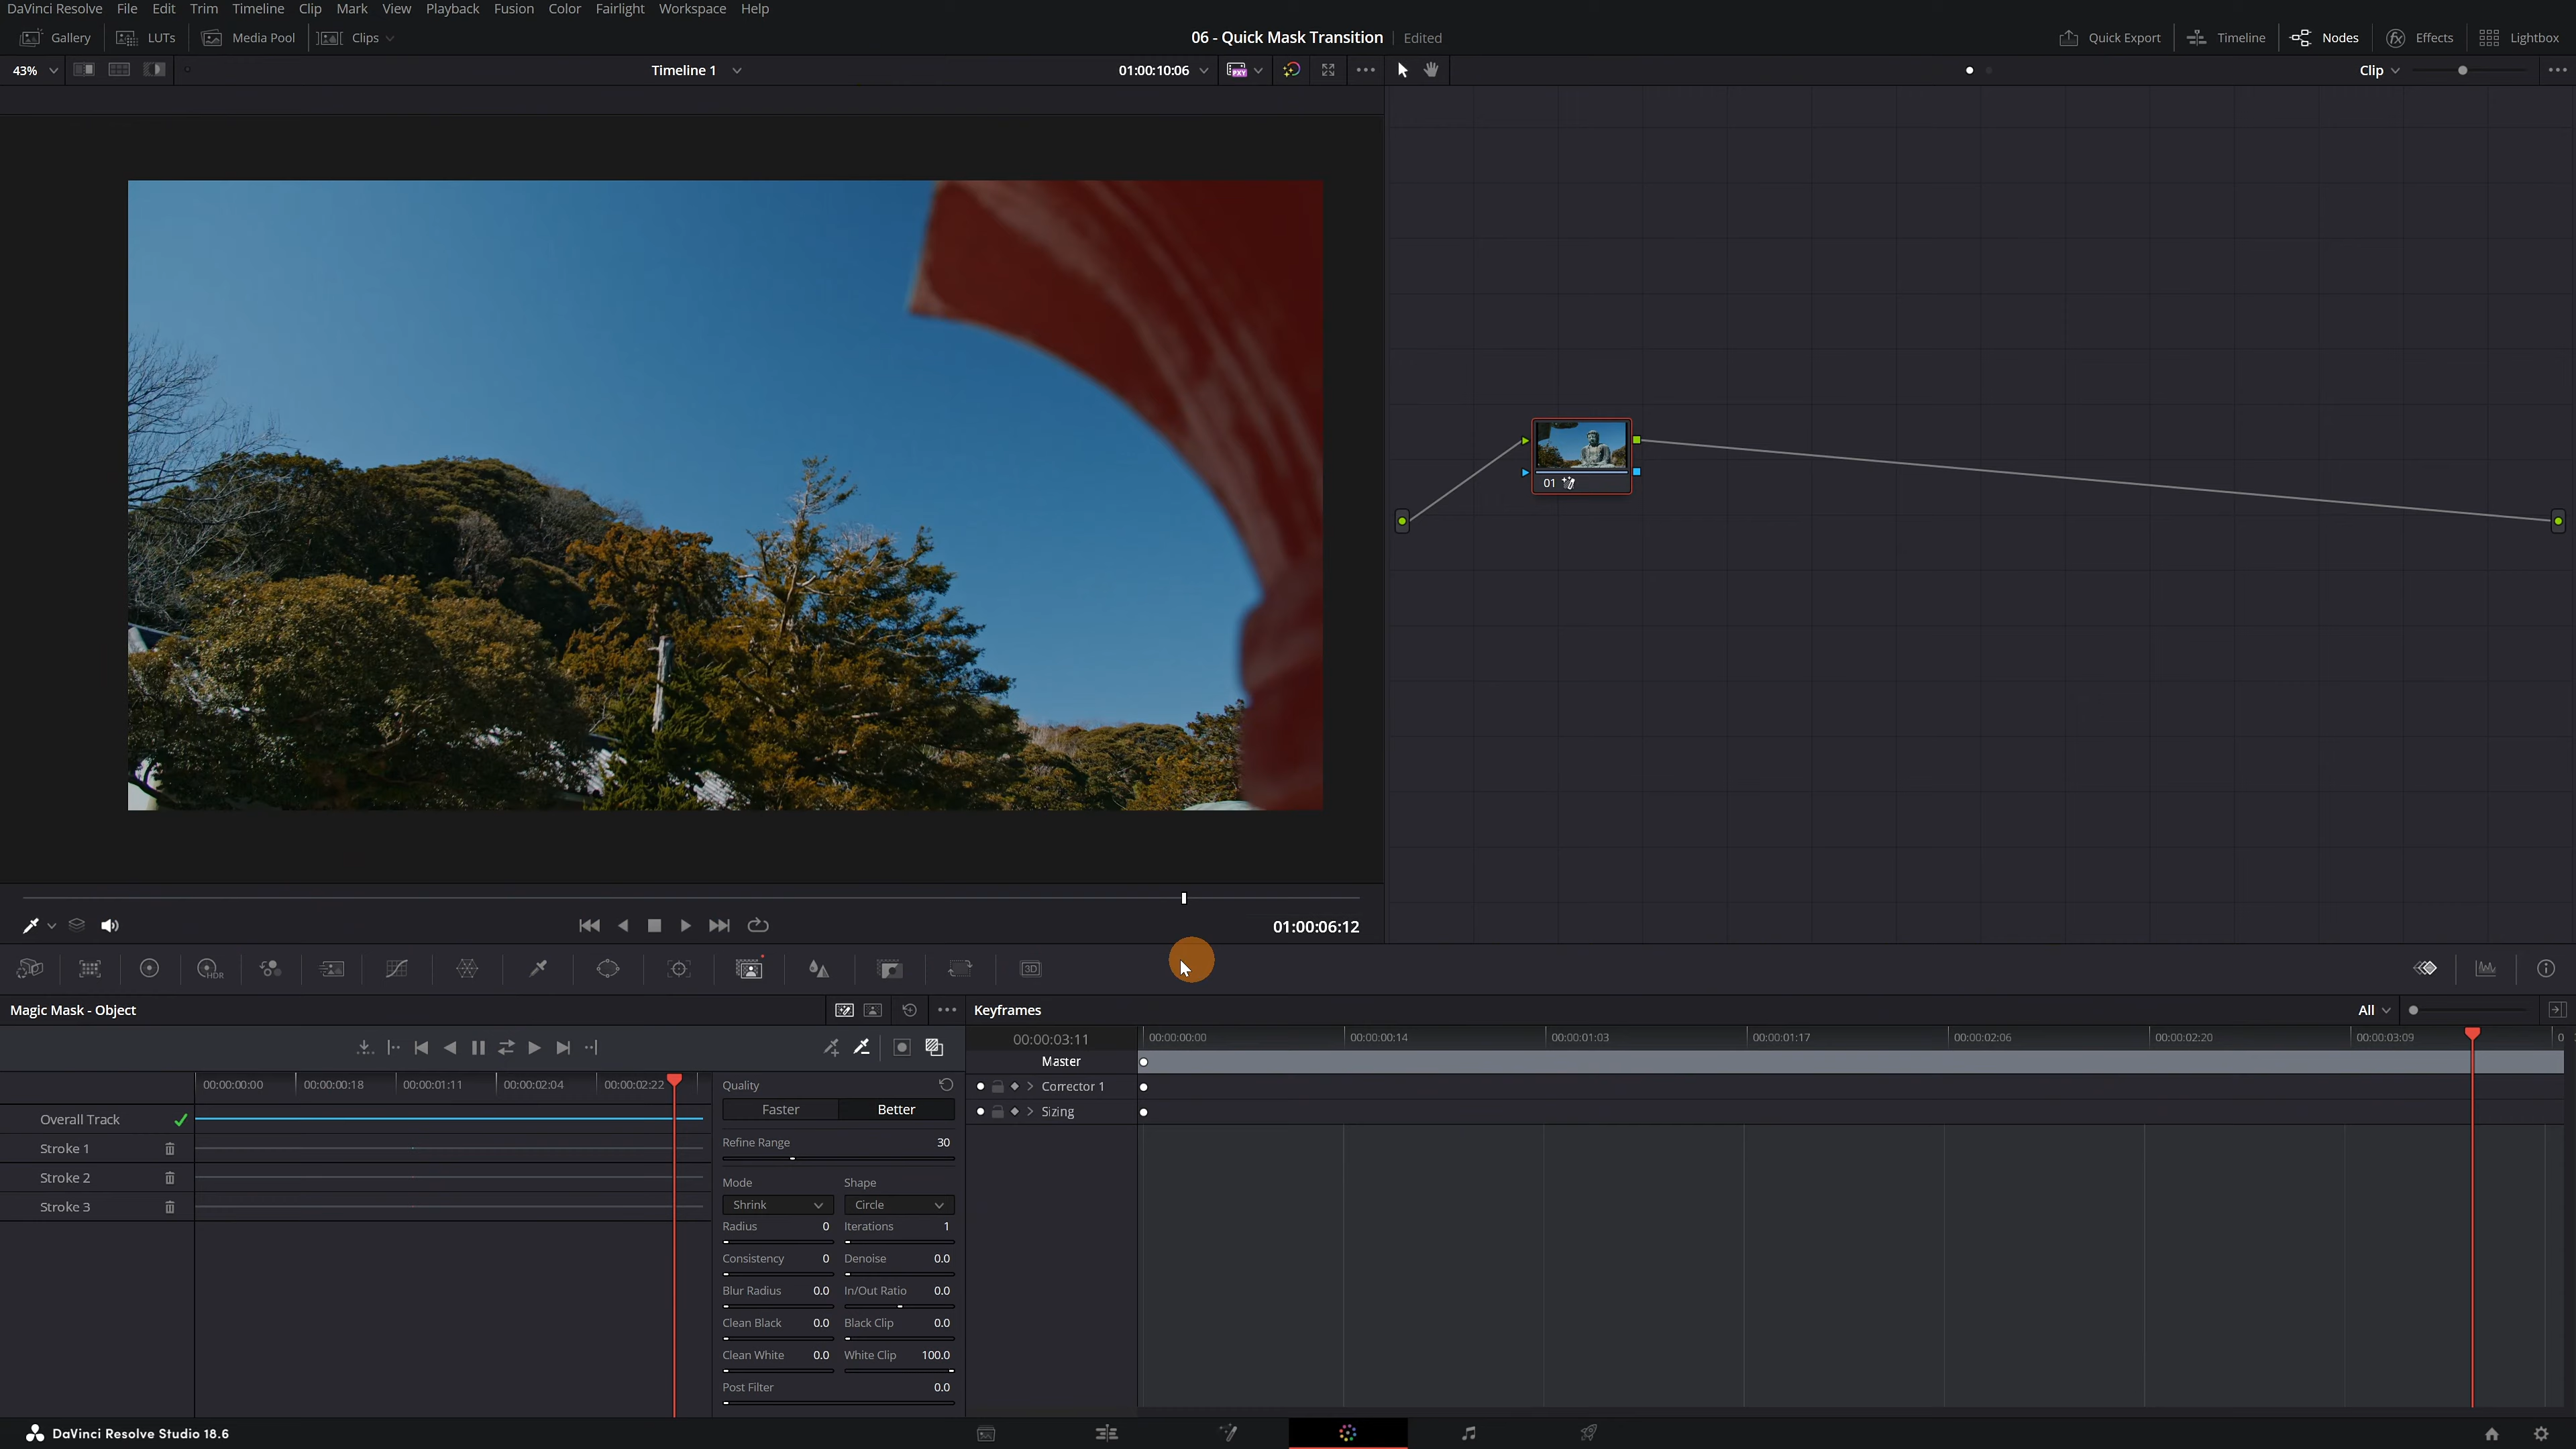 DaVinci Resolve File Edit Trim Timeline Clip Mark View Playback Fusion Color Fairlight Workspace Help
Gallery LUTs Media Pool Clips 06 - Quick Mask Transition Edited Quick Export Timeline Nodes Effects Lightbox
43% Timeline 1 01:00:10:06 PXY Clip
01
01:00:06:12
HDR 3D
Magic Mask - Object Keyframes All
00:00:03:11 00:00:00:00 00:00:00:14 00:00:01:03 00:00:01:17 00:00:02:06 00:00:02:20 00:00:03:09 0
Master
00:00:00:00 00:00:00:18 00:00:01:11 00:00:02:04 00:00:02:22 Quality
Corrector 1
Faster Better
Sizing
Overall Track
Stroke 1
Stroke 2
Stroke 3
Refine Range 30
Mode Shape
Shrink Circle
Radius 0 Iterations 1
Consistency 0 Denoise 0.0
Blur Radius 0.0 In/Out Ratio 0.0
Clean Black 0.0 Black Clip 0.0
Clean White 0.0 White Clip 100.0
Post Filter 0.0
DaVinci Resolve Studio 18.6